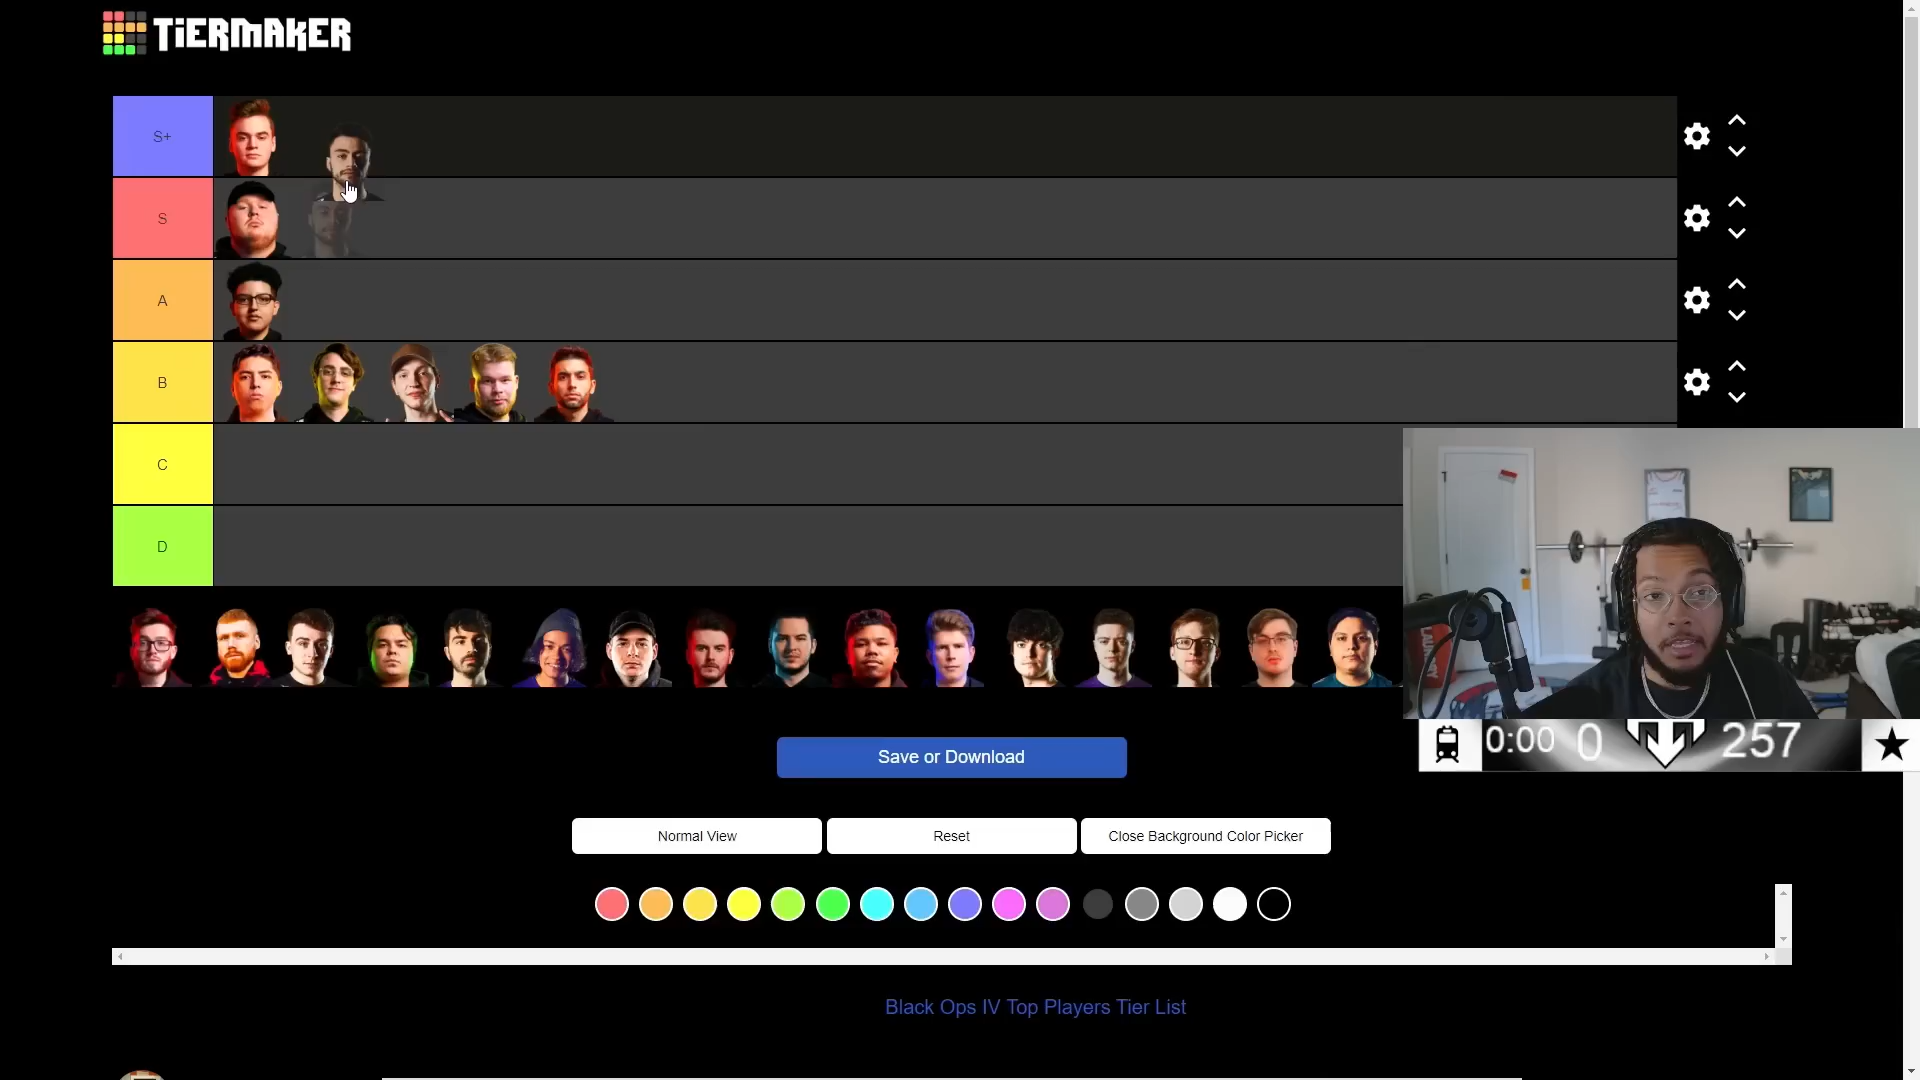 TiERMAKER
S+
S
A
B
C
D
0:00 0 257
Save or Download
Normal View Reset Close Background Color Picker
Black Ops IV Top Players Tier List